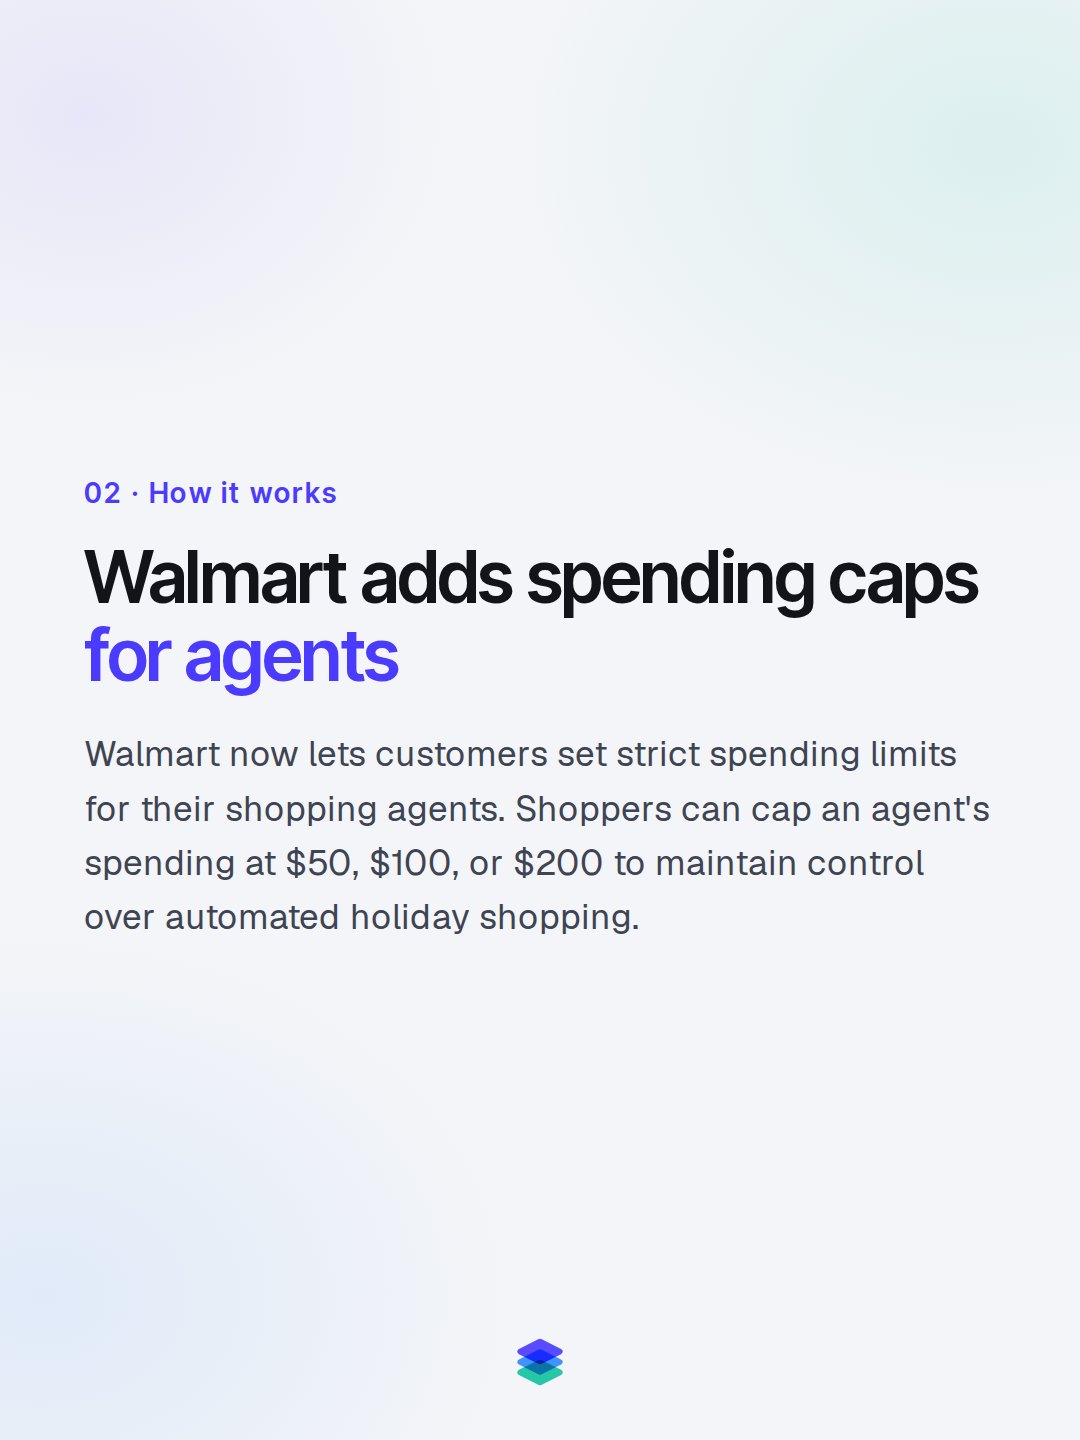 02 · How it works
Walmart adds spending caps
for agents
Walmart now lets customers set strict spending limits
for their shopping agents. Shoppers can cap an agent's
spending at $50, $100, or $200 to maintain control
over automated holiday shopping.